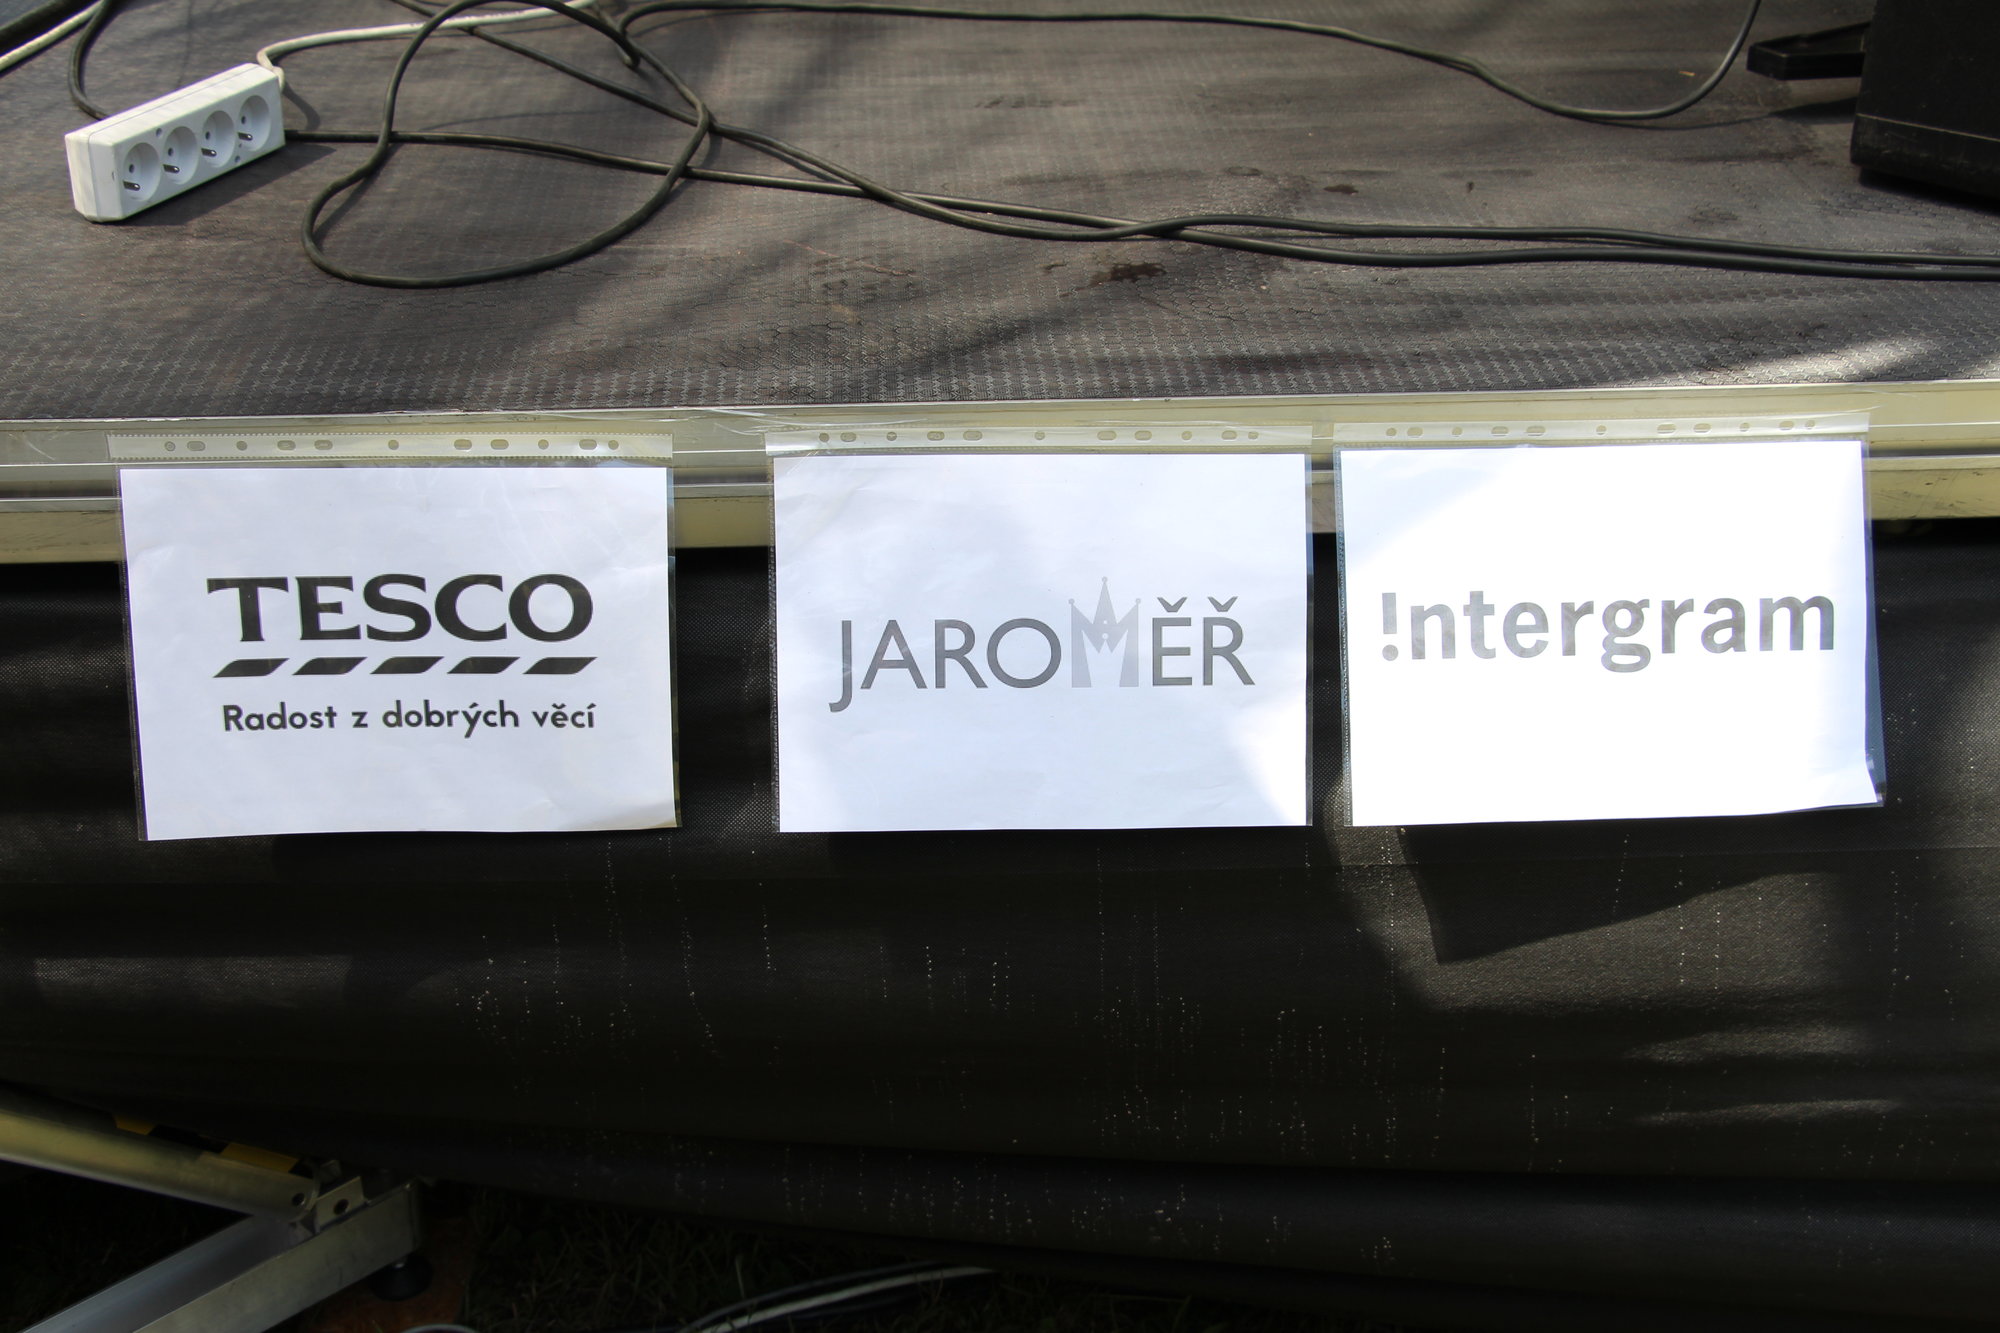 TESCO
Radost z dobrých věcí
JAROMĚŘ
!ntergram